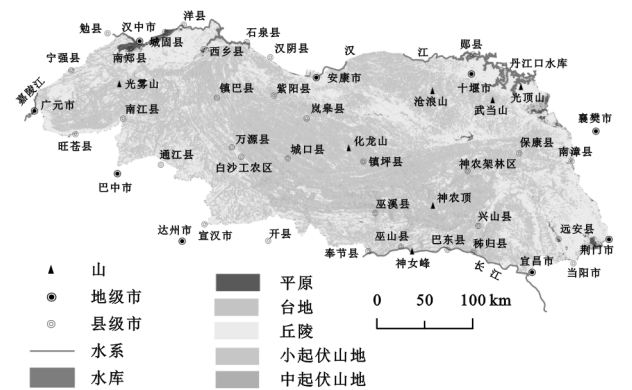 洋县
勉县
汉中市
城固县
石泉县
汉阴县
汉
江
郧县
宁强县
南郑县
西乡县
丹江口水库
嘉陵江
光雾山
安康市
十堰市
广元市
镇巴县
紫阳县
沧浪山
武当山
光顶山
南江县
岚皋县
襄樊市
旺苍县
万源县
化龙山
保康县
通江县
白沙工农区
城口县
镇坪县
神农架林区
南漳县
巴中市
巫溪县
神农顶
达州市
宣汉市
开县
兴山县
远安县
奉节县
巫山县
巴东县
秭归县
荆门市
神女峰
长江
宜昌市
当阳市
山
地级市
县级市
水系
水库
平原
台地
丘陵
小起伏山地
中起伏山地
0 50 100 km